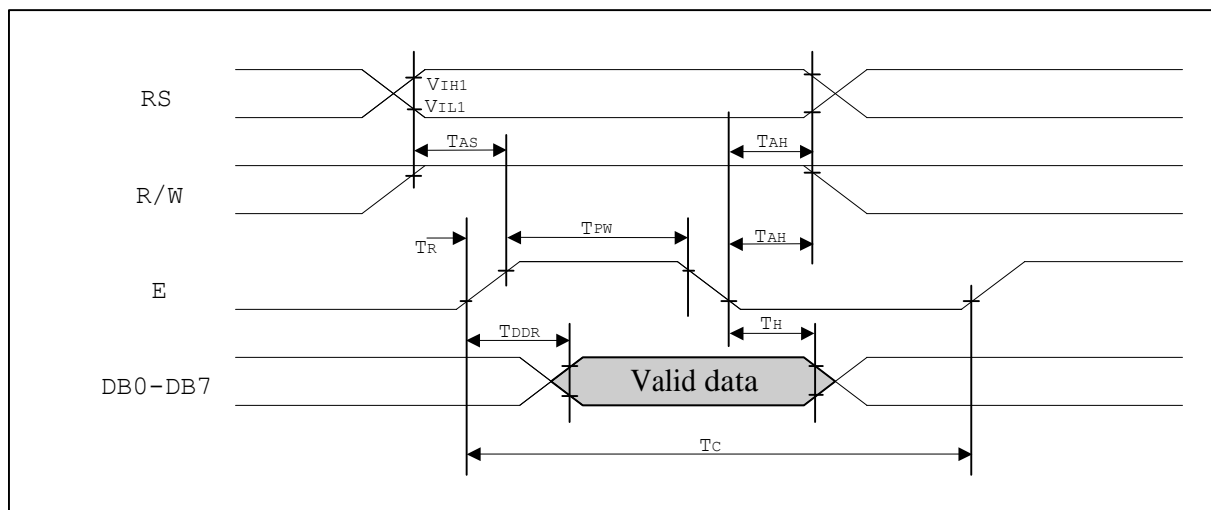 RS
VIH1
VIL1
TAS
TAH
R/W
TPW
TR
TAH
E
TDDR
TH
DB0-DB7
Valid data
TC